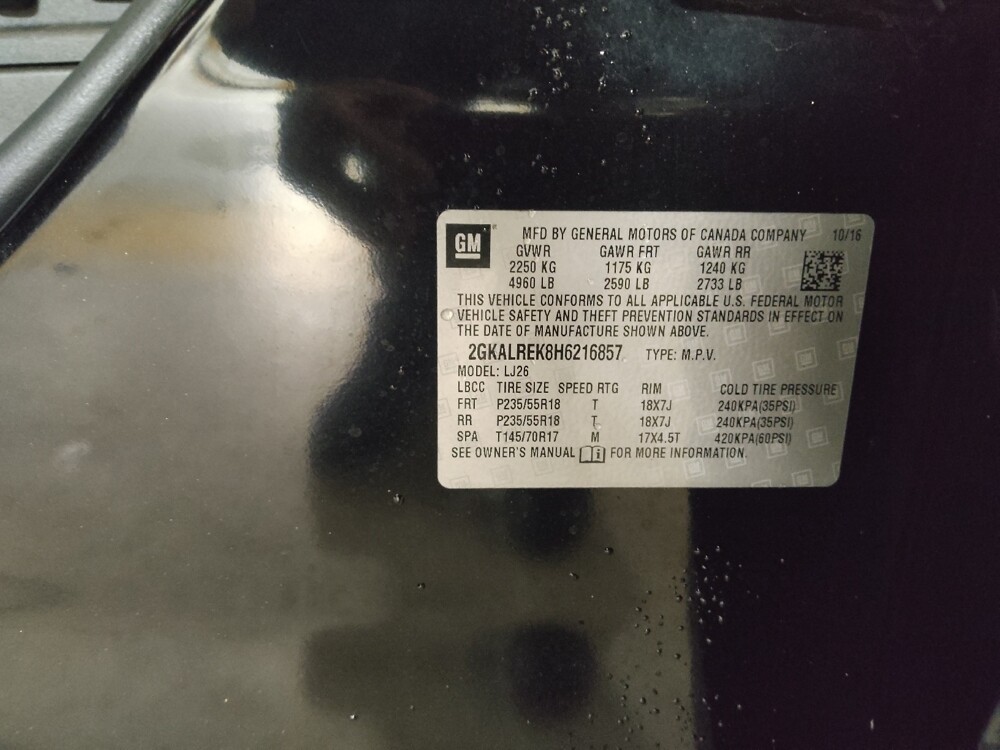 GM
MFD BY GENERAL MOTORS OF CANADA COMPANY 10/16
GVWR GAWR FRT GAWR RR
2250 KG 1175 KG 1240 KG
4960 LB 2590 LB 2733 LB
THIS VEHICLE CONFORMS TO ALL APPLICABLE U.S. FEDERAL MOTOR
VEHICLE SAFETY AND THEFT PREVENTION STANDARDS IN EFFECT ON
THE DATE OF MANUFACTURE SHOWN ABOVE.
2GKALREK8H6216857 TYPE: M.P.V.
MODEL: LJ26
LBCC TIRE SIZE SPEED RTG RIM COLD TIRE PRESSURE
FRT P235/55R18 T 18X7J 240KPA(35PSI)
RR P235/55R18 T 18X7J 240KPA(35PSI)
SPA T145/70R17 M 17X4.5T 420KPA(60PSI)
SEE OWNER'S MANUAL FOR MORE INFORMATION.